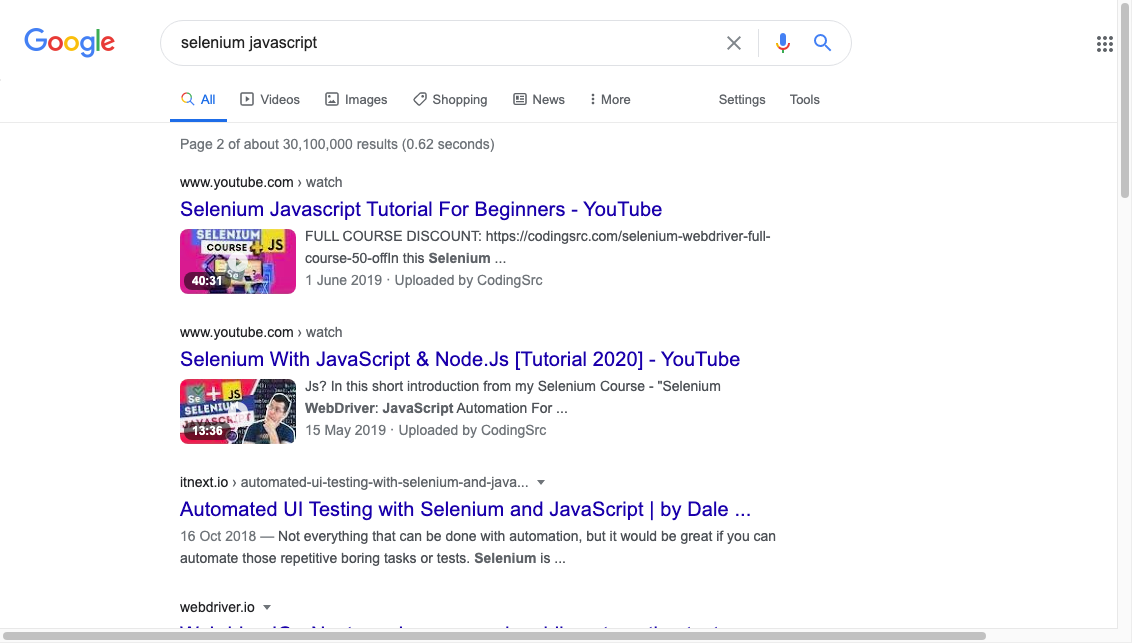 Google
selenium javascript
All Videos Images Shopping News More Settings Tools
Page 2 of about 30,100,000 results (0.62 seconds)
www.youtube.com › watch
Selenium Javascript Tutorial For Beginners - YouTube
SELENIUM
COURSE + JS
Se
40:31
FULL COURSE DISCOUNT: https://codingsrc.com/selenium-webdriver-full-
course-50-offIn this Selenium ...
1 June 2019 · Uploaded by CodingSrc
www.youtube.com › watch
Selenium With JavaScript & Node.Js [Tutorial 2020] - YouTube
Se + JS
SELENIUM
JAVASCRIPT
13:36
Js? In this short introduction from my Selenium Course - "Selenium
WebDriver: JavaScript Automation For ...
15 May 2019 · Uploaded by CodingSrc
itnext.io › automated-ui-testing-with-selenium-and-java...
Automated UI Testing with Selenium and JavaScript | by Dale ...
16 Oct 2018 — Not everything that can be done with automation, but it would be great if you can
automate those repetitive boring tasks or tests. Selenium is ...
webdriver.io